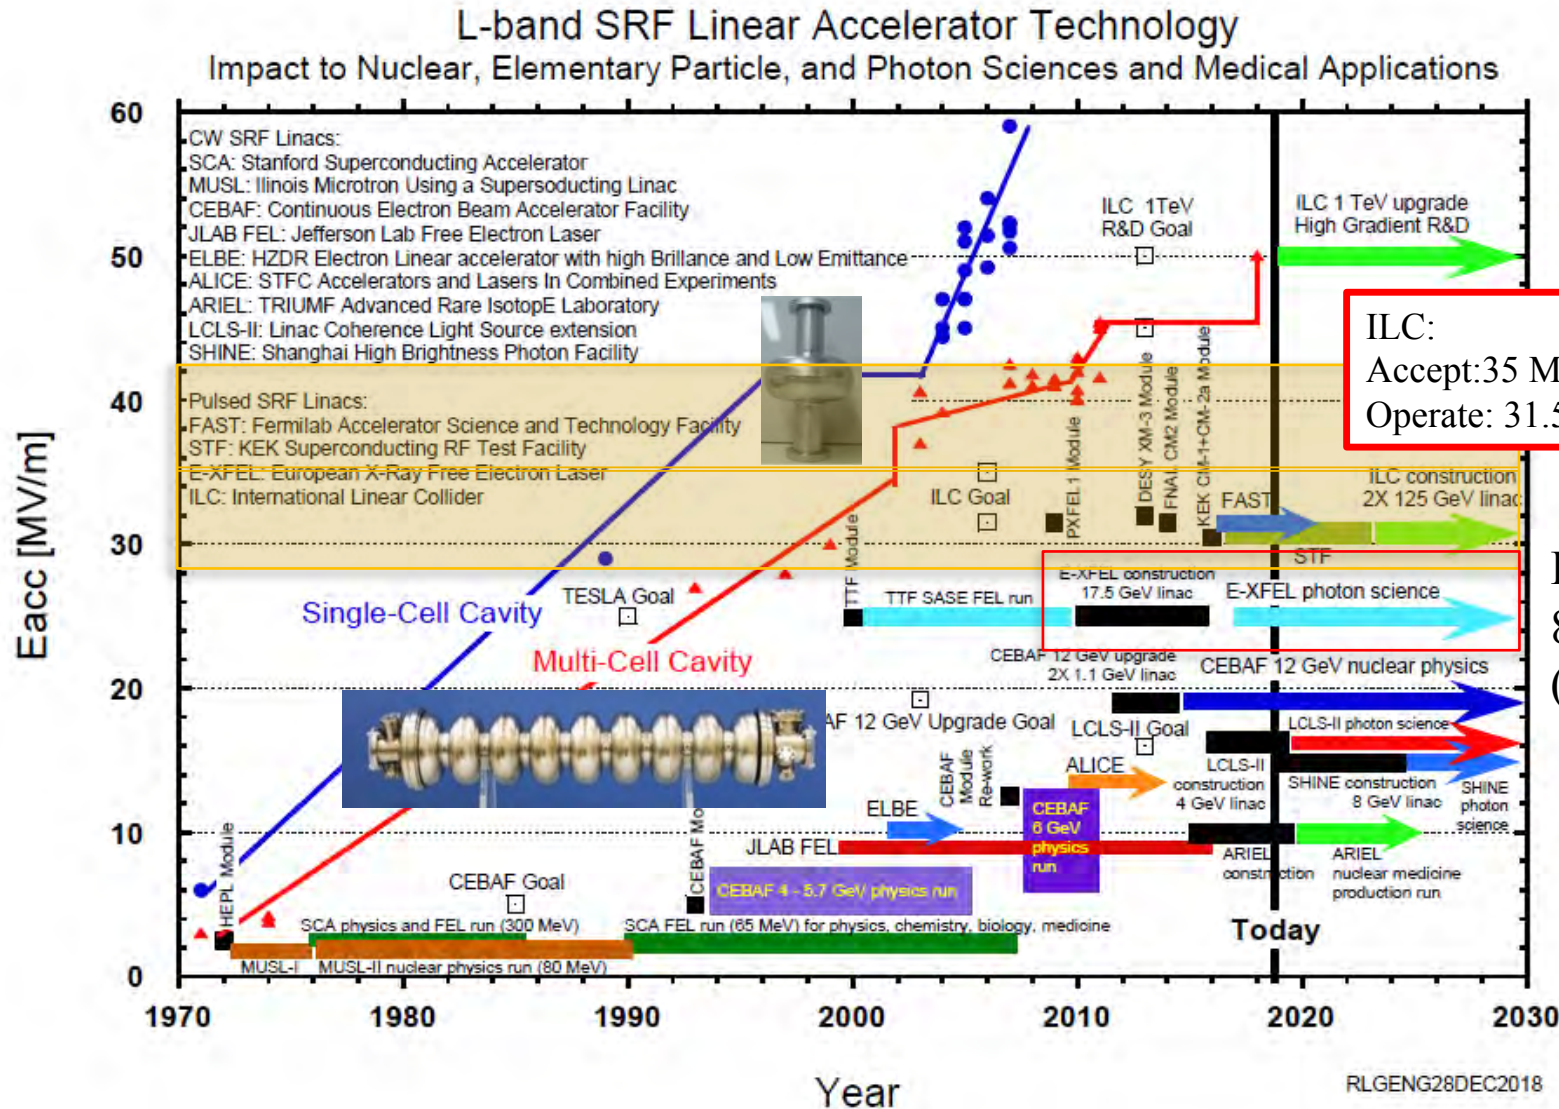 L-band SRF Linear Accelerator Technology
Impact to Nuclear, Elementary Particle, and Photon Sciences and Medical Applications
60
50
40
30
20
10
0
Eacc [MV/m]
CW SRF Linacs:
SCA: Stanford Superconducting Accelerator
MUSL: Illinois Microtron Using a Supersoducting Linac
CEBAF: Continuous Electron Beam Accelerator Facility
JLAB FEL: Jefferson Lab Free Electron Laser
ELBE: HZDR Electron Linear accelerator with high Brillance and Low Emittance
ALICE: STFC Accelerators and Lasers In Combined Experiments
ARIEL: TRIUMF Advanced Rare IsotopE Laboratory
LCLS-II: Linac Coherence Light Source extension
SHINE: Shanghai High Brightness Photon Facility
Pulsed SRF Linacs:
FAST: Fermilab Accelerator Science and Technology Facility
STF: KEK Superconducting RF Test Facility
E-XFEL: European X-Ray Free Electron Laser
ILC: International Linear Collider
ILC 1TeV
R&D Goal
ILC 1 TeV upgrade
High Gradient R&D
ILC:
Accept:35 M
Operate: 31.5
ILC Goal
PXFEL1 Module
DESY XM-3 Module
FNAL CM2 Module
KEK CM-1+CM-2a Module
FAST
ILC construction
2X 125 GeV linac
STF
TTF Module
TESLA Goal
TTF SASE FEL run
E-XFEL construction
17.5 GeV linac
E-XFEL photon science
8
(
Single-Cell Cavity
Multi-Cell Cavity
CEBAF 12 GeV upgrade
2X 1.1 GeV linac
CEBAF 12 GeV nuclear physics
AF 12 GeV Upgrade Goal
LCLS-II Goal
LCLS-II photon science
LCLS-II
construction
4 GeV linac
SHINE construction
8 GeV linac
SHINE
photon
science
CEBAF
Module
Re-work
ALICE
ELBE
CEBAF
6 GeV
physics
run
JLAB FEL
ARIEL
construction
ARIEL
nuclear medicine
production run
HEPL Module
CEBAF Mo
CEBAF Goal
CEBAF 4 - 5.7 GeV physics run
SCA physics and FEL run (300 MeV)
SCA FEL run (65 MeV) for physics, chemistry, biology, medicine
Today
MUSL-I
MUSL-II nuclear physics run (80 MeV)
1970
1980
1990
2000
2010
2020
2030
Year
RLGENG28DEC2018